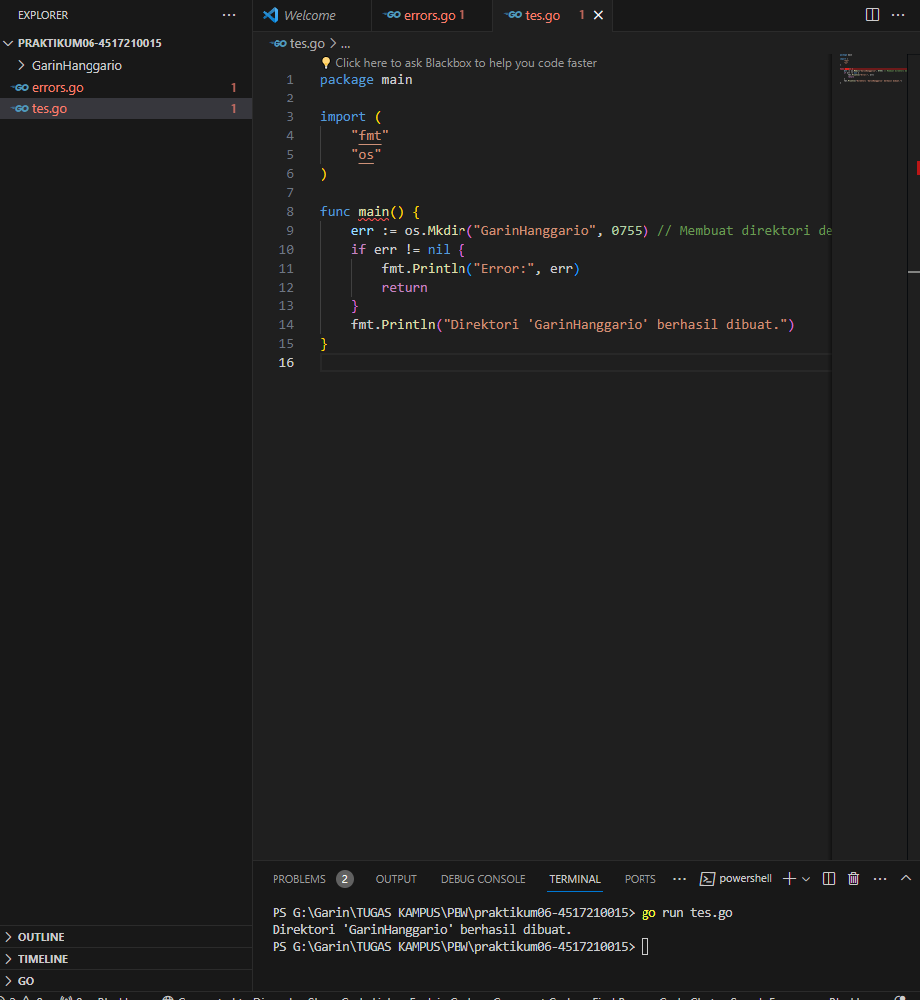 EXPLORER
PRAKTIKUM06-4517210015
GarinHanggario
errors.go 1
tes.go 1
OUTLINE
TIMELINE
GO
Welcome
errors.go 1
tes.go 1
tes.go > ...
Click here to ask Blackbox to help you code faster
1 package main
2
3 import (
4 "fmt"
5 "os"
6 )
7
8 func main() {
9 err := os.Mkdir("GarinHanggario", 0755) // Membuat direktori de
10 if err != nil {
11 fmt.Println("Error:", err)
12 return
13 }
14 fmt.Println("Direktori 'GarinHanggario' berhasil dibuat.")
15 }
16
PROBLEMS 2 OUTPUT DEBUG CONSOLE TERMINAL PORTS powershell
PS G:\Garin\TUGAS KAMPUS\PBW\praktikum06-4517210015> go run tes.go
Direktori 'GarinHanggario' berhasil dibuat.
PS G:\Garin\TUGAS KAMPUS\PBW\praktikum06-4517210015>